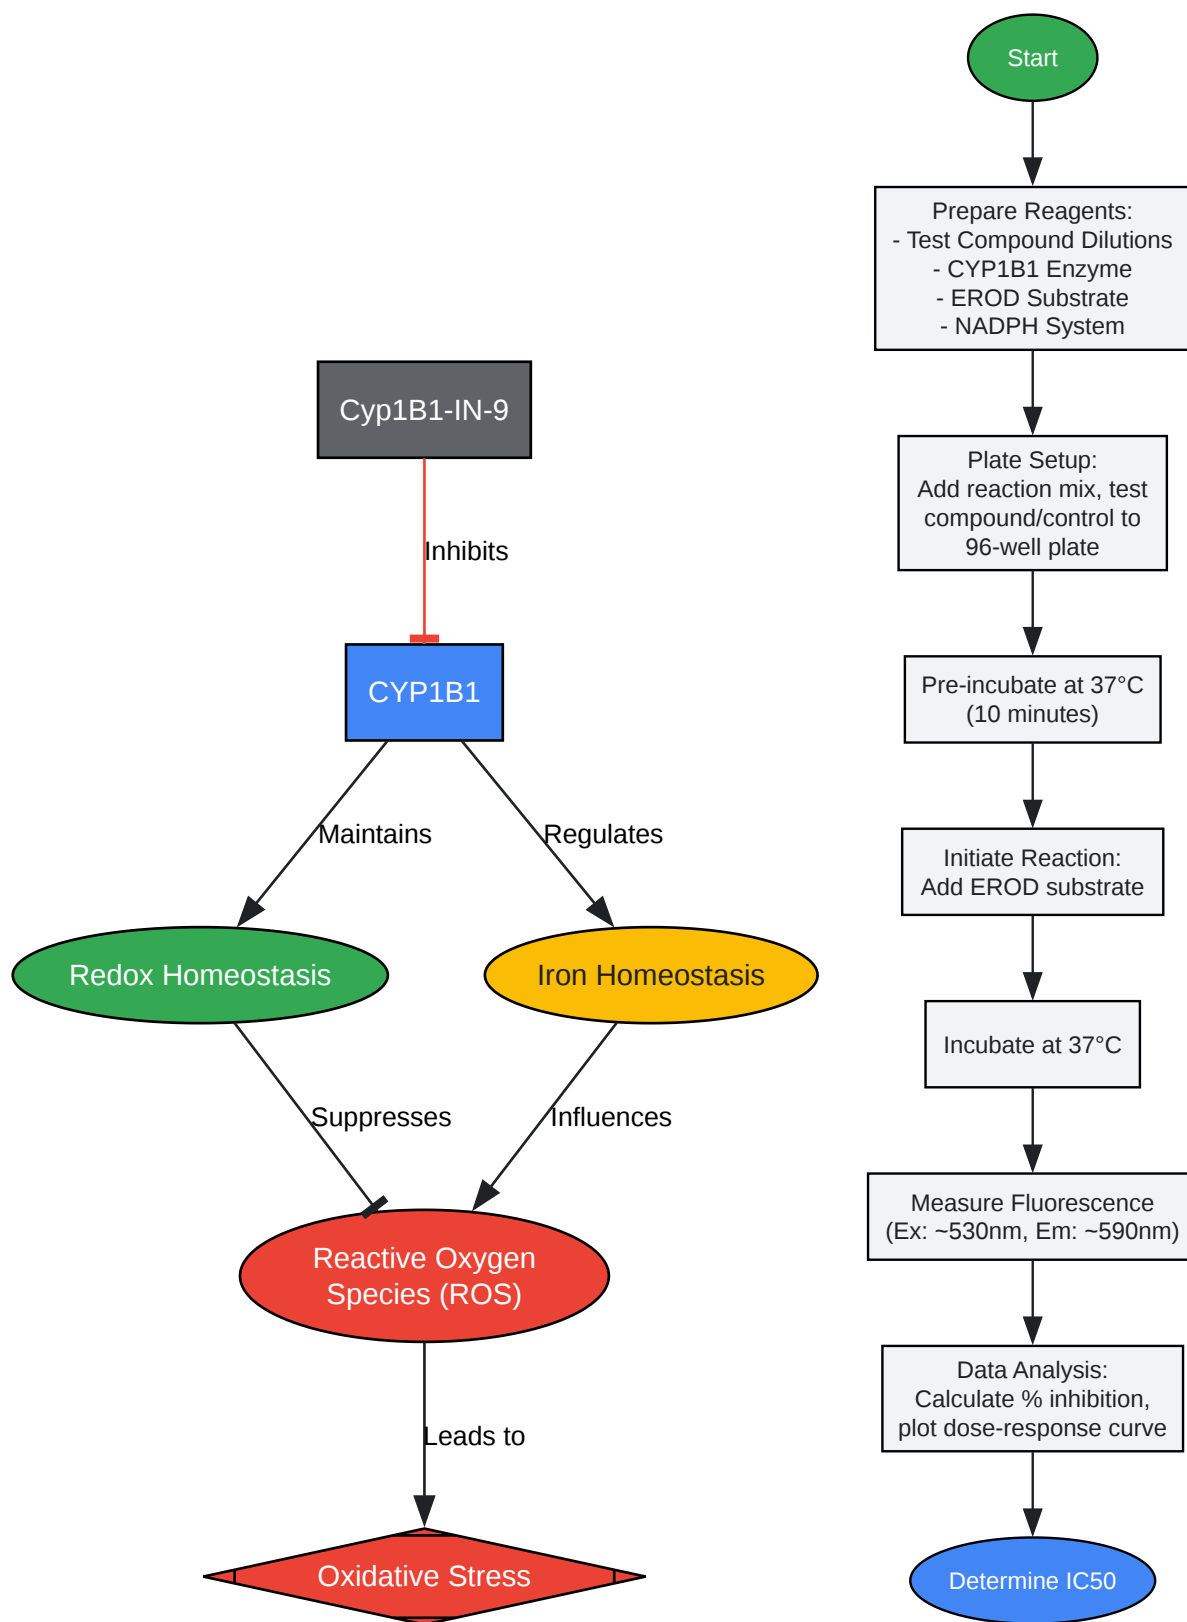 Cyp1B1-IN-9
Inhibits
CYP1B1
Maintains
Regulates
Redox Homeostasis
Iron Homeostasis
Suppresses
Influences
Reactive Oxygen
Species (ROS)
Leads to
Oxidative Stress
Start
Prepare Reagents:
- Test Compound Dilutions
- CYP1B1 Enzyme
- EROD Substrate
- NADPH System
Plate Setup:
Add reaction mix, test
compound/control to
96-well plate
Pre-incubate at 37°C
(10 minutes)
Initiate Reaction:
Add EROD substrate
Incubate at 37°C
Measure Fluorescence
(Ex: ~530nm, Em: ~590nm)
Data Analysis:
Calculate % inhibition,
plot dose-response curve
Determine IC50